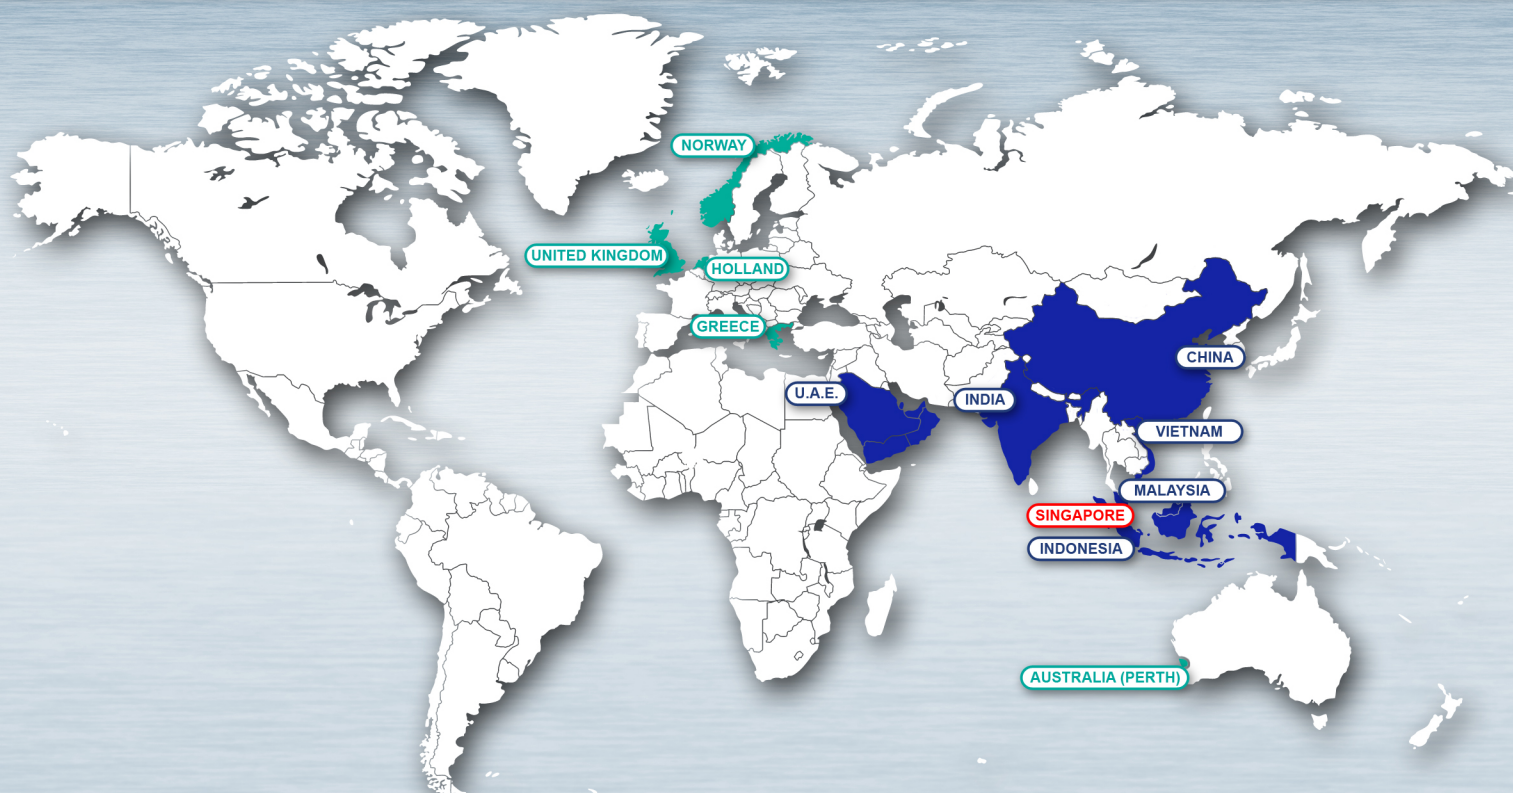 NORWAY
UNITED KINGDOM
HOLLAND
GREECE
CHINA
U.A.E.
INDIA
VIETNAM
MALAYSIA
SINGAPORE
INDONESIA
AUSTRALIA (PERTH)